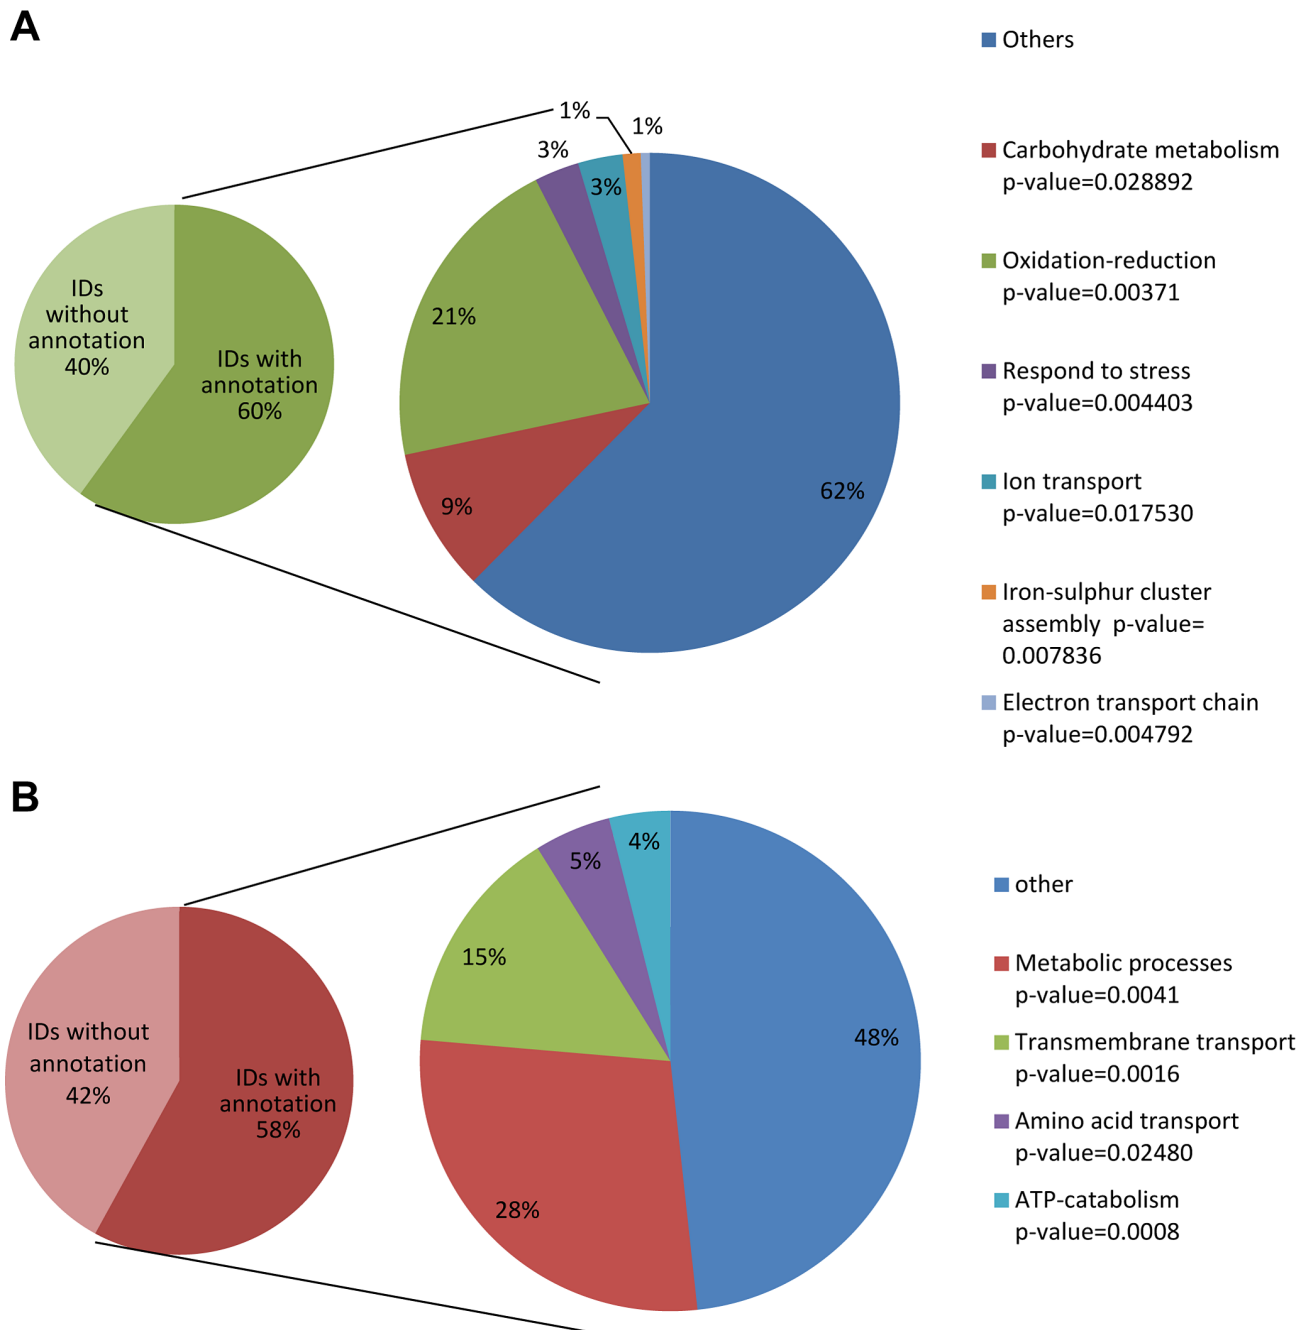 A
Others
1%
1%
3%
3%
21%
9%
62%
IDs
without
annotation
40%
IDs with
annotation
60%
Carbohydrate metabolism
p-value=0.028892
Oxidation-reduction
p-value=0.00371
Respond to stress
p-value=0.004403
Ion transport
p-value=0.017530
Iron-sulphur cluster
assembly  p-value=
0.007836
Electron transport chain
p-value=0.004792
B
4%
5%
15%
48%
28%
IDs without
annotation
42%
IDs with
annotation
58%
other
Metabolic processes
p-value=0.0041
Transmembrane transport
p-value=0.0016
Amino acid transport
p-value=0.02480
ATP-catabolism
p-value=0.0008